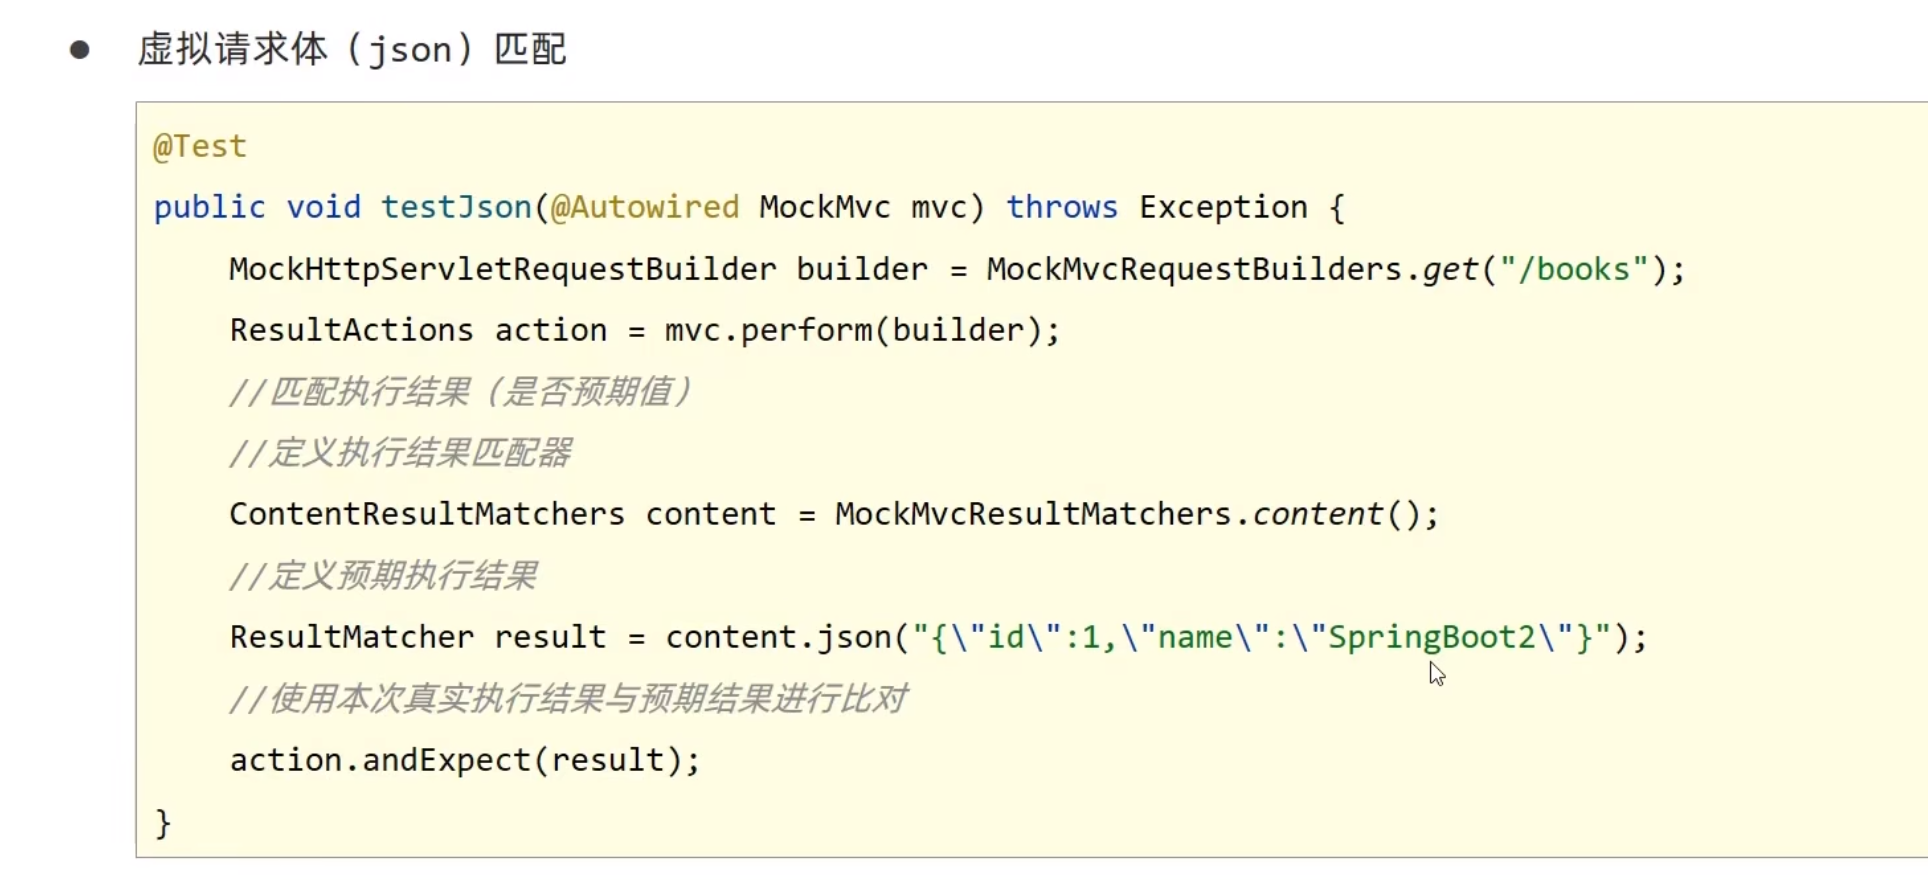 ● 虚拟请求体（json）匹配
@Test
public void testJson(@Autowired MockMvc mvc) throws Exception {
    MockHttpServletRequestBuilder builder = MockMvcRequestBuilders.get("/books");
    ResultActions action = mvc.perform(builder);
    //匹配执行结果（是否预期值）
    //定义执行结果匹配器
    ContentResultMatchers content = MockMvcResultMatchers.content();
    //定义预期执行结果
    ResultMatcher result = content.json("{\"id\":1,\"name\":\"SpringBoot2\"}");
    //使用本次真实执行结果与预期结果进行比对
    action.andExpect(result);
}